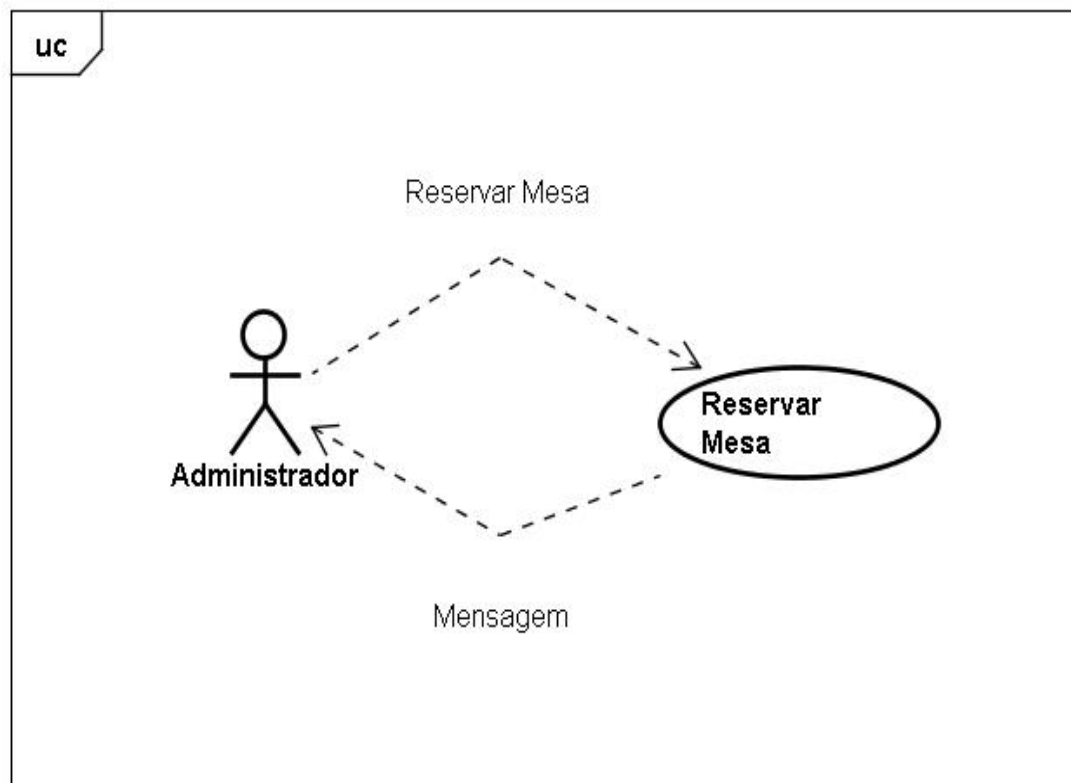 uc
Reservar Mesa
Administrador
Reservar
Mesa
Mensagem